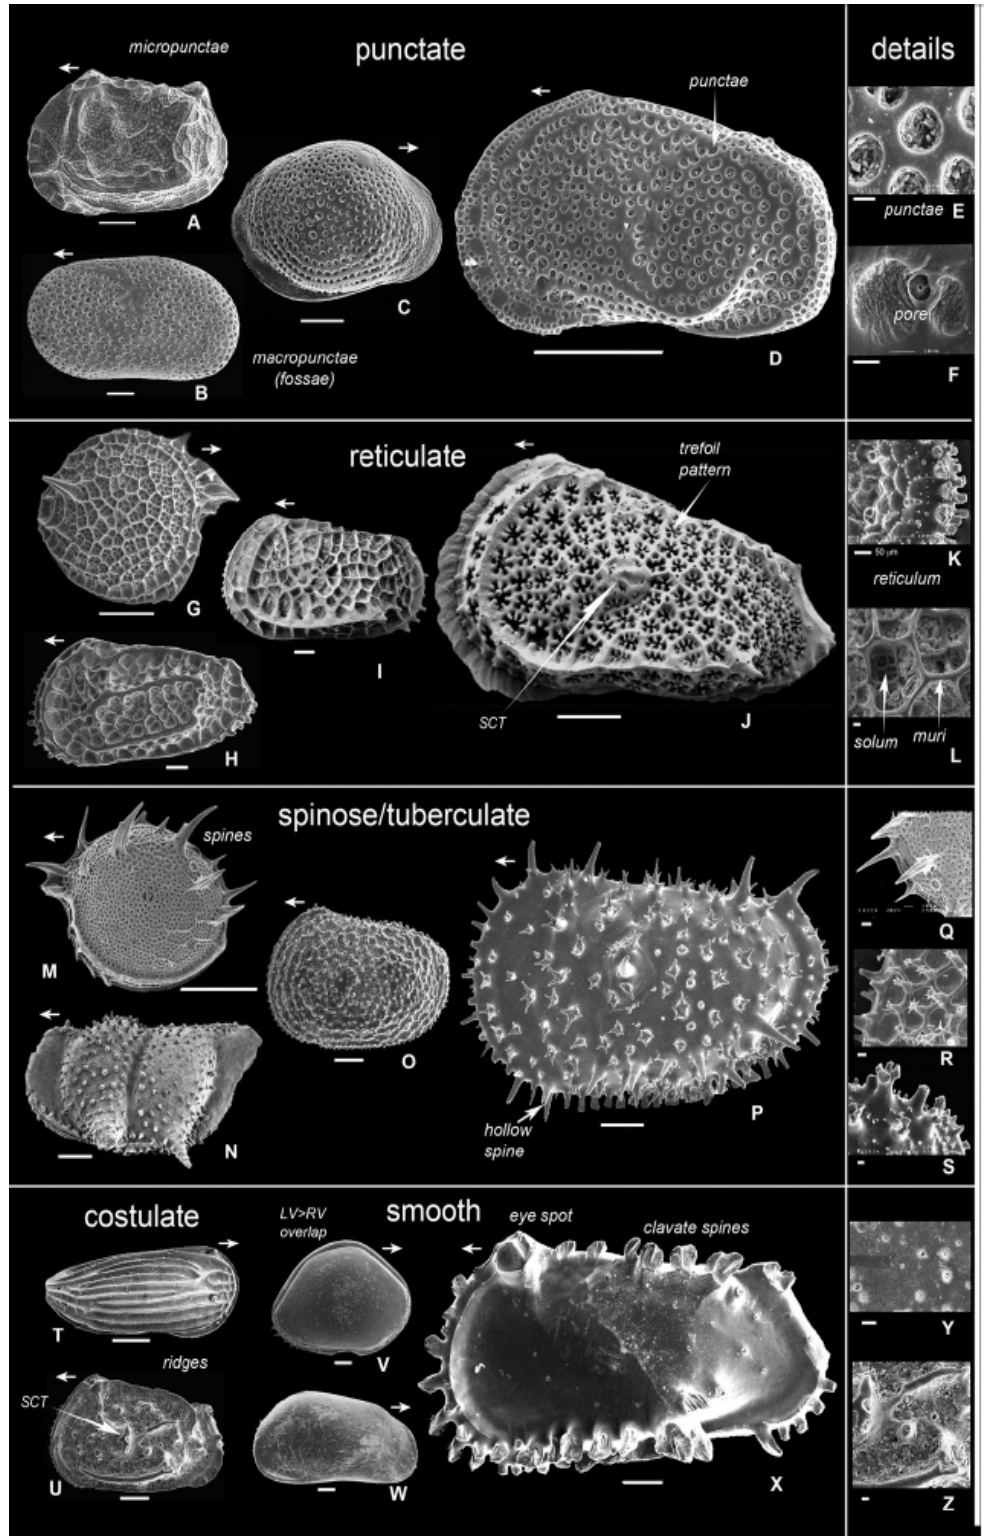 punctate
details
micropunctae
punctae
A
C
D
punctae E
B
macropunctae
(fossae)
pore
F
reticulate
trefoil
pattern
G
I
J
SCT
H
50 µm
K
reticulum
solum
muri
L
spinose/tuberculate
spines
M
O
P
hollow
spine
N
Q
R
S
costulate
smooth
LV>RV
overlap
eye spot
clavate spines
T
V
Y
ridges
SCT
U
W
X
Z